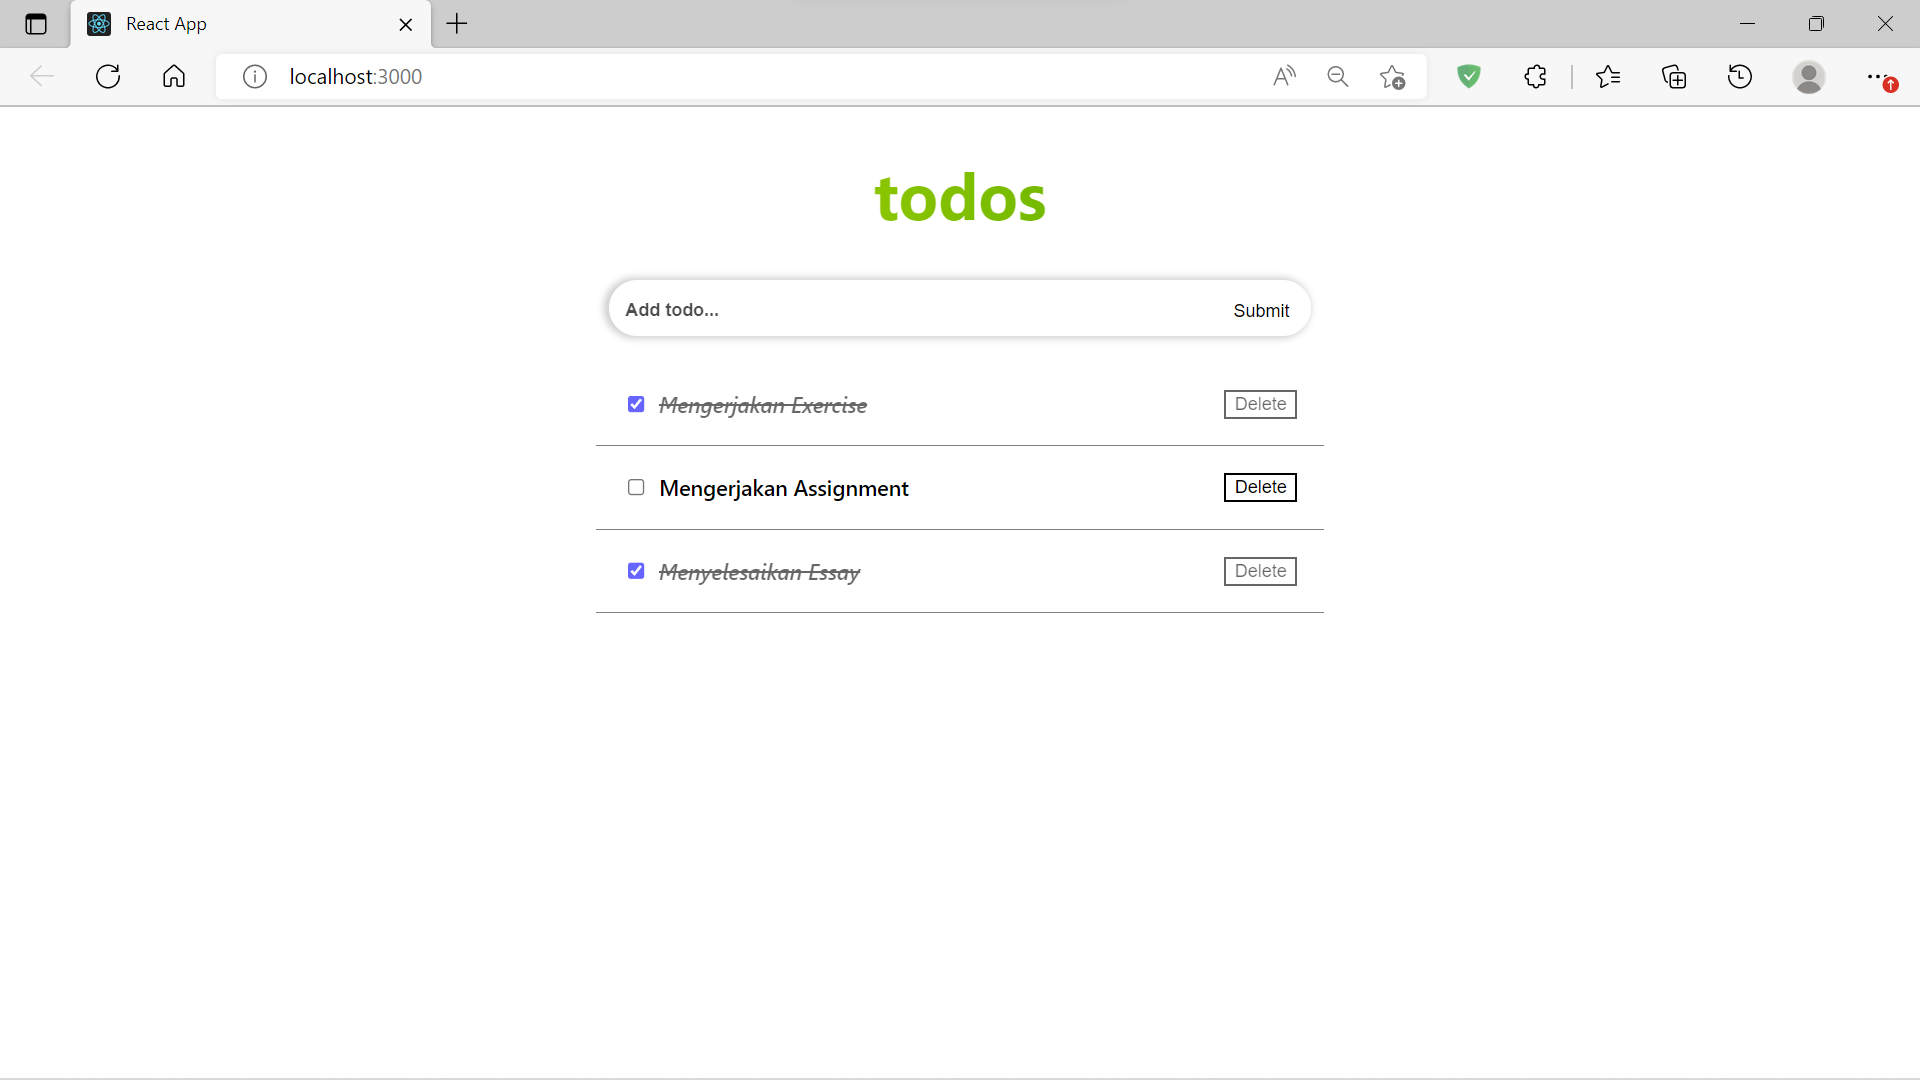 React App
localhost:3000
todos
Add todo... Submit
Mengerjakan Exercise Delete
Mengerjakan Assignment Delete
Menyelesaikan Essay Delete